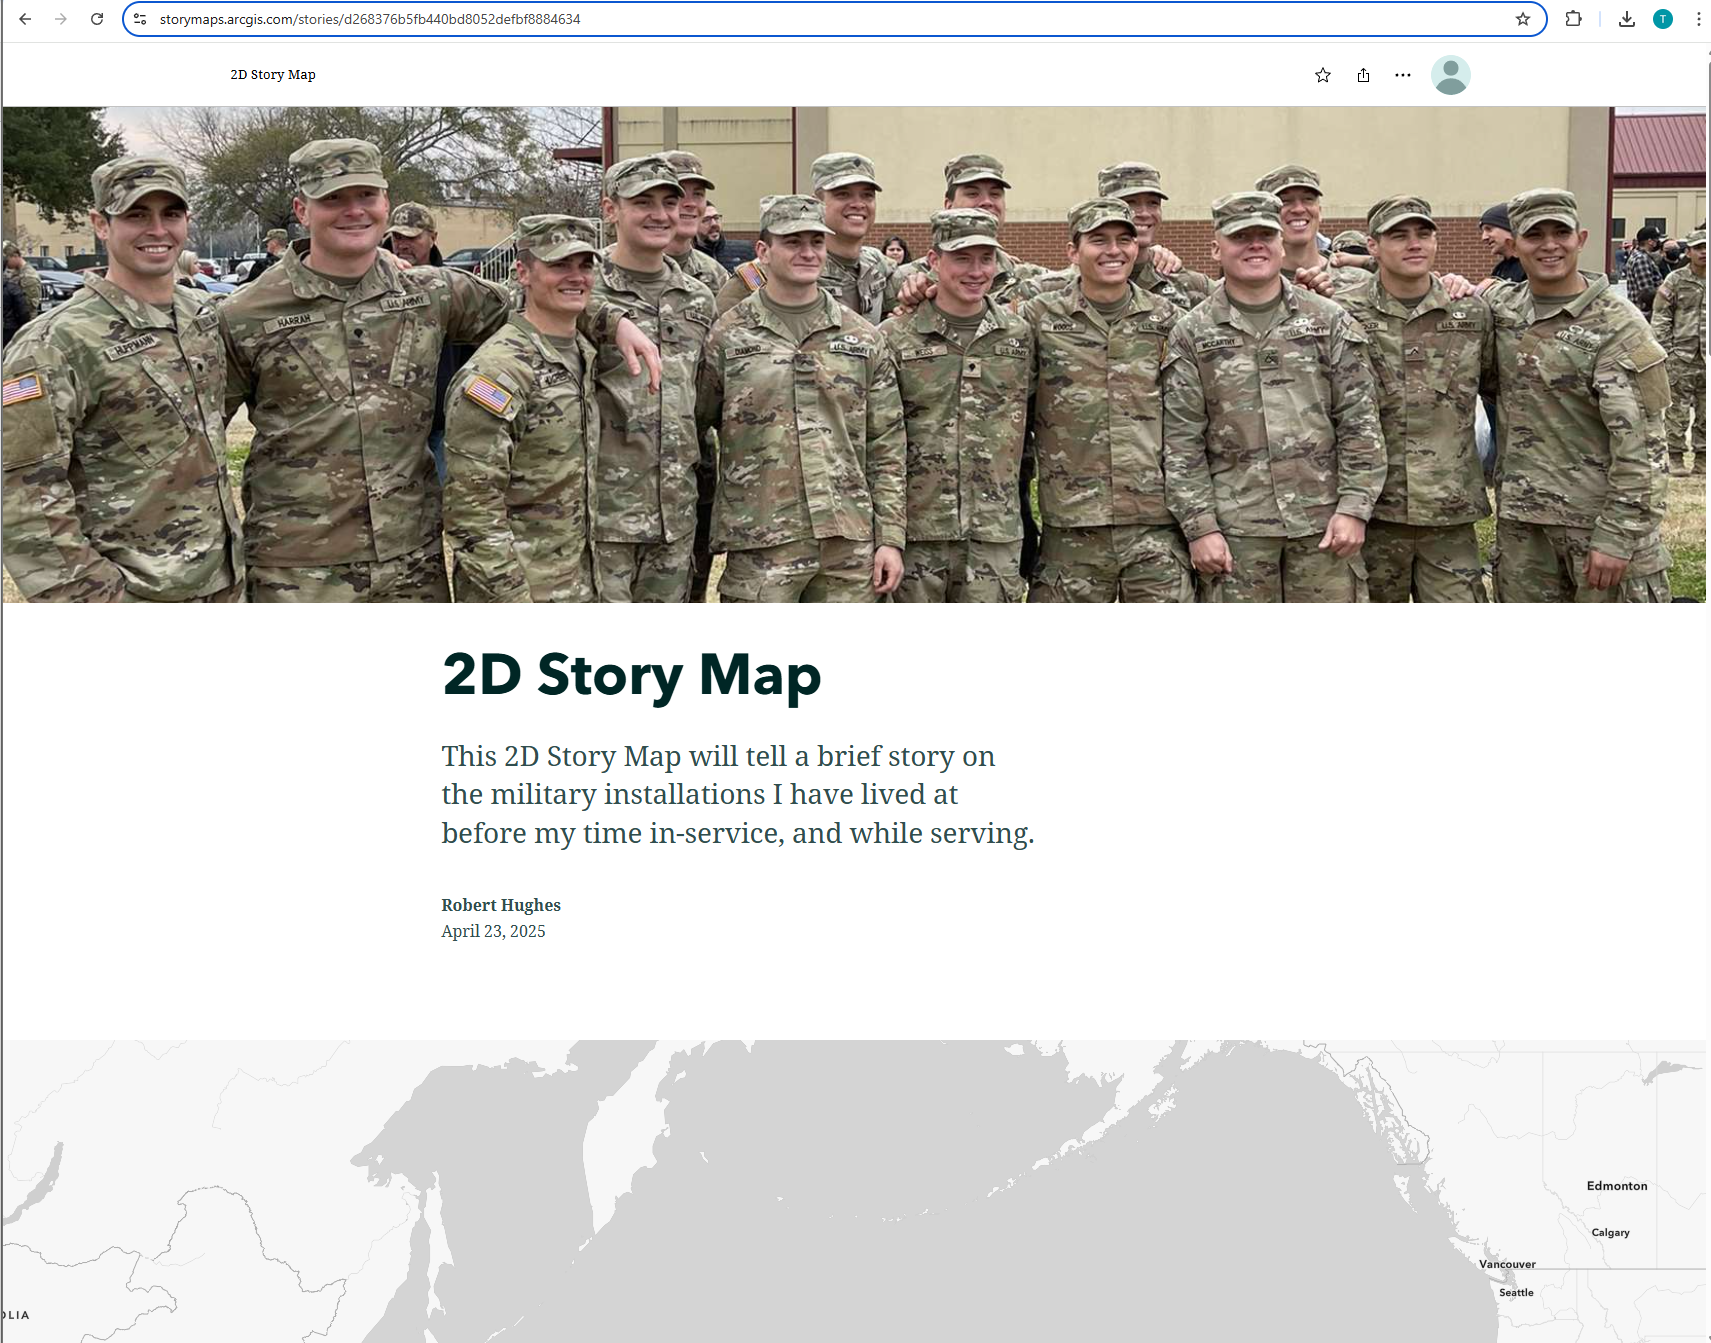 storymaps.arcgis.com/stories/d268376b5fb440bd8052defbf8884634
T
2D Story Map
HUFFMANN
HARRAH
U.S. ARMY
DIAMOND
U.S. ARMY
WEISS
U.S. ARMY
WOODS
U.S. ARMY
MCCARTHY
U.S. ARMY
U.S. ARMY
U.S. ARMY
2D Story Map
This 2D Story Map will tell a brief story on
the military installations I have lived at
before my time in-service, and while serving.
Robert Hughes
April 23, 2025
Edmonton
Calgary
Vancouver
Seattle
OLIA